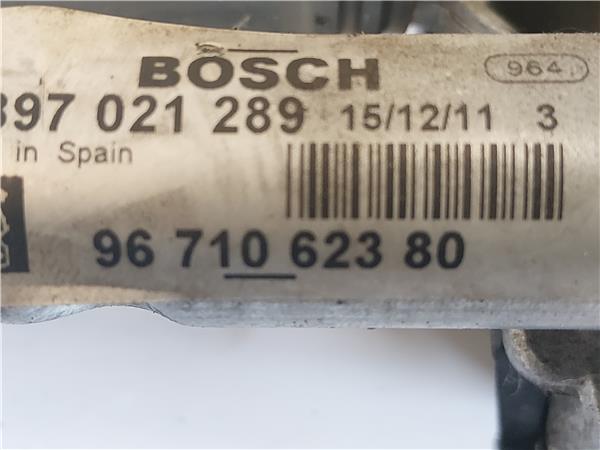 BOSCH 964
397 021 289 15/12/11 3
in Spain
96 710 623 80